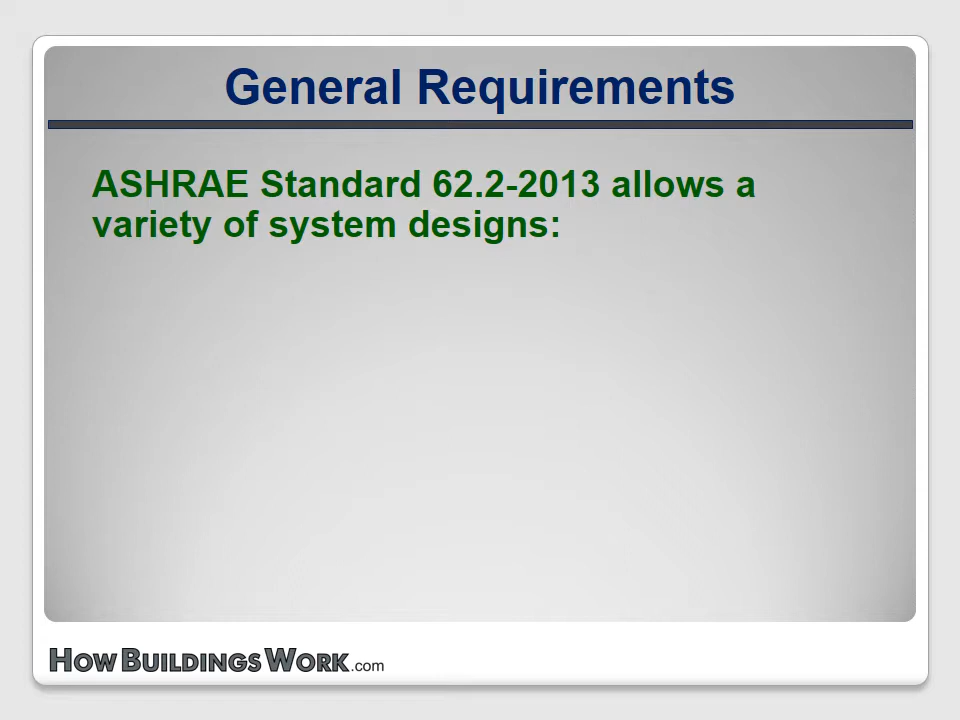 General Requirements
ASHRAE Standard 62.2-2013 allows a
variety of system designs:
HOWBUILDINGSWORK.com